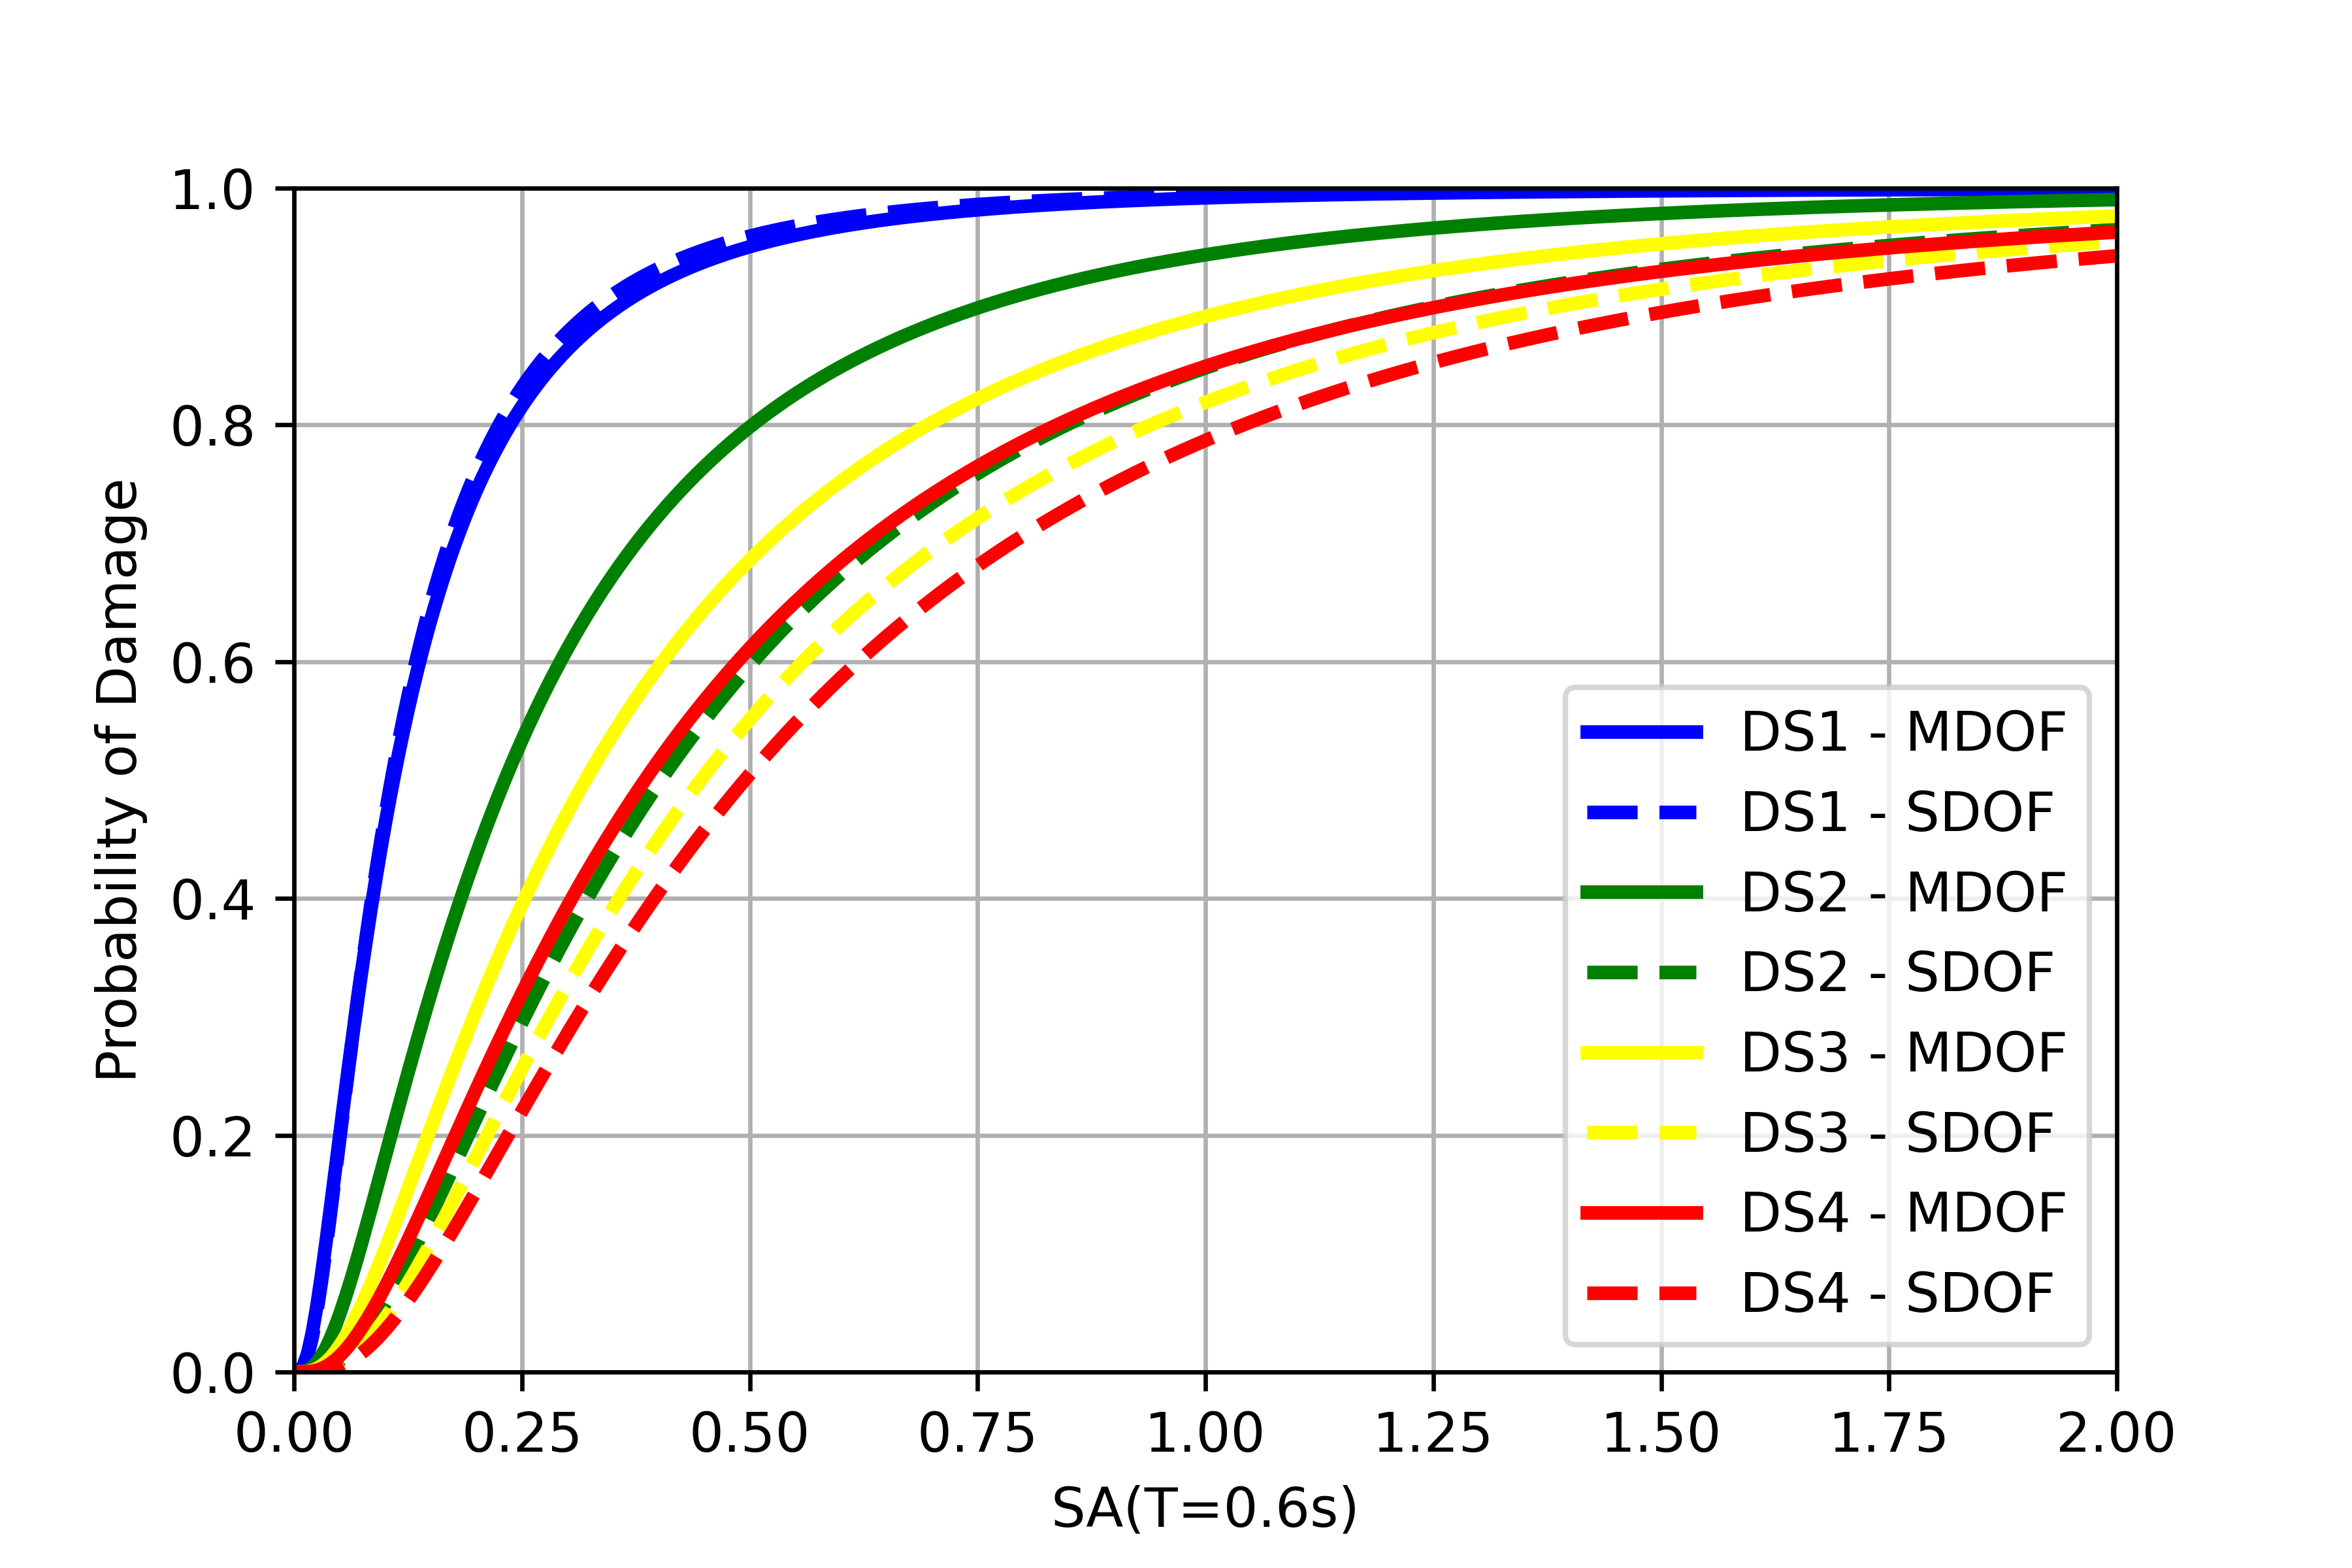 1.0
0.8
0.6
0.4
0.2
0.0
Probability of Damage
0.00 0.25 0.50 0.75 1.00 1.25 1.50 1.75 2.00
SA(T=0.6s)
DS1 - MDOF
DS1 - SDOF
DS2 - MDOF
DS2 - SDOF
DS3 - MDOF
DS3 - SDOF
DS4 - MDOF
DS4 - SDOF